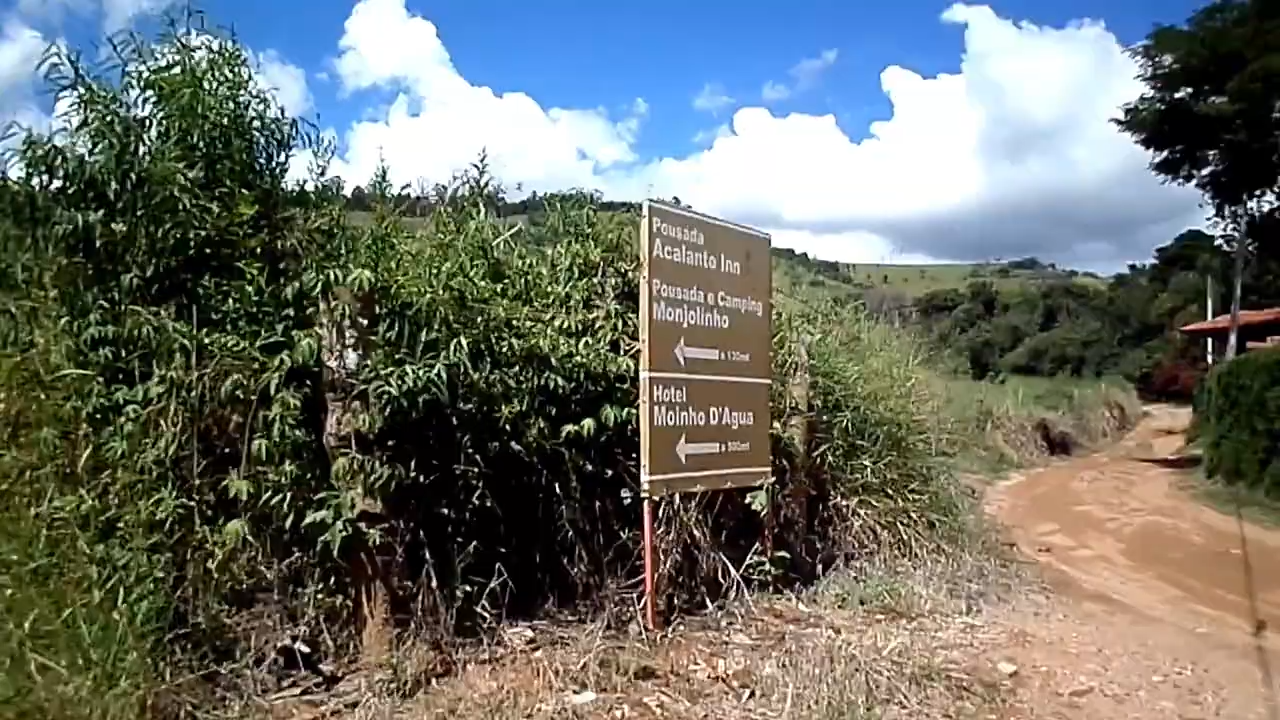 Pousada
Acalanto Inn
Pousada e Camping
Monjolinho
Hotel
Moinho D'Agua